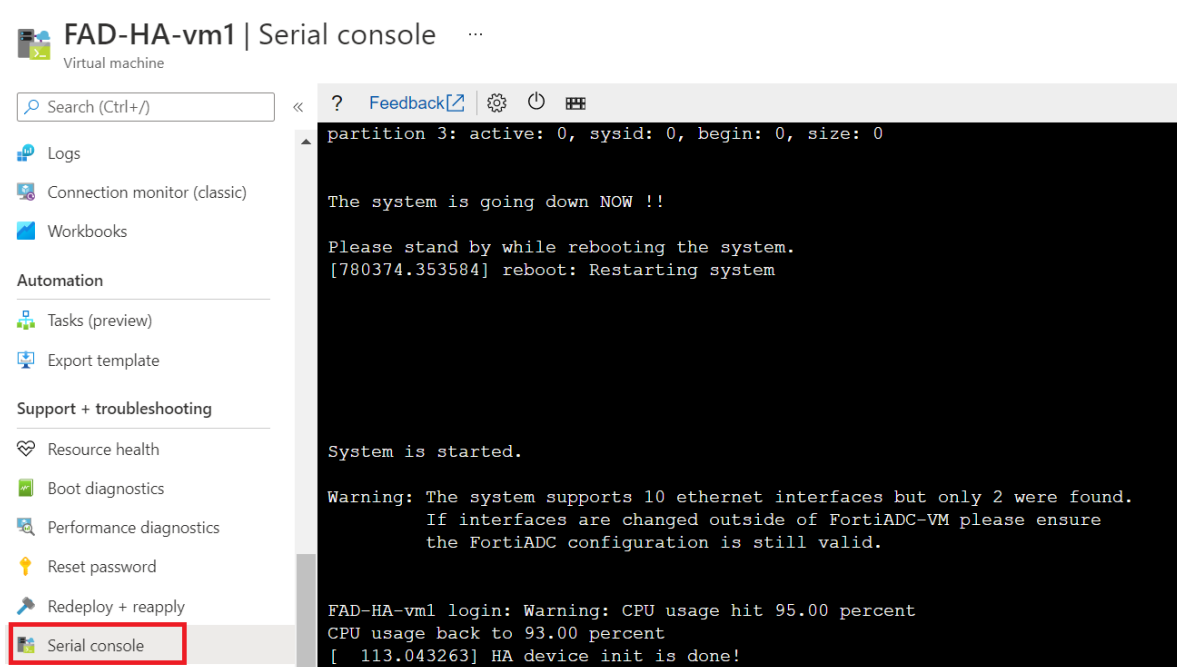 FAD-HA-vm1 | Serial console ...
Virtual machine
Search (Ctrl+/)
«
Logs
Connection monitor (classic)
Workbooks
Automation
Tasks (preview)
Export template
Support + troubleshooting
Resource health
Boot diagnostics
Performance diagnostics
Reset password
Redeploy + reapply
Serial console
? Feedback
partition 3: active: 0, sysid: 0, begin: 0, size: 0
The system is going down NOW !!
Please stand by while rebooting the system.
[780374.353584] reboot: Restarting system
System is started.
Warning: The system supports 10 ethernet interfaces but only 2 were found.
If interfaces are changed outside of FortiADC-VM please ensure
the FortiADC configuration is still valid.
FAD-HA-vm1 login: Warning: CPU usage hit 95.00 percent
CPU usage back to 93.00 percent
[  113.043263] HA device init is done!